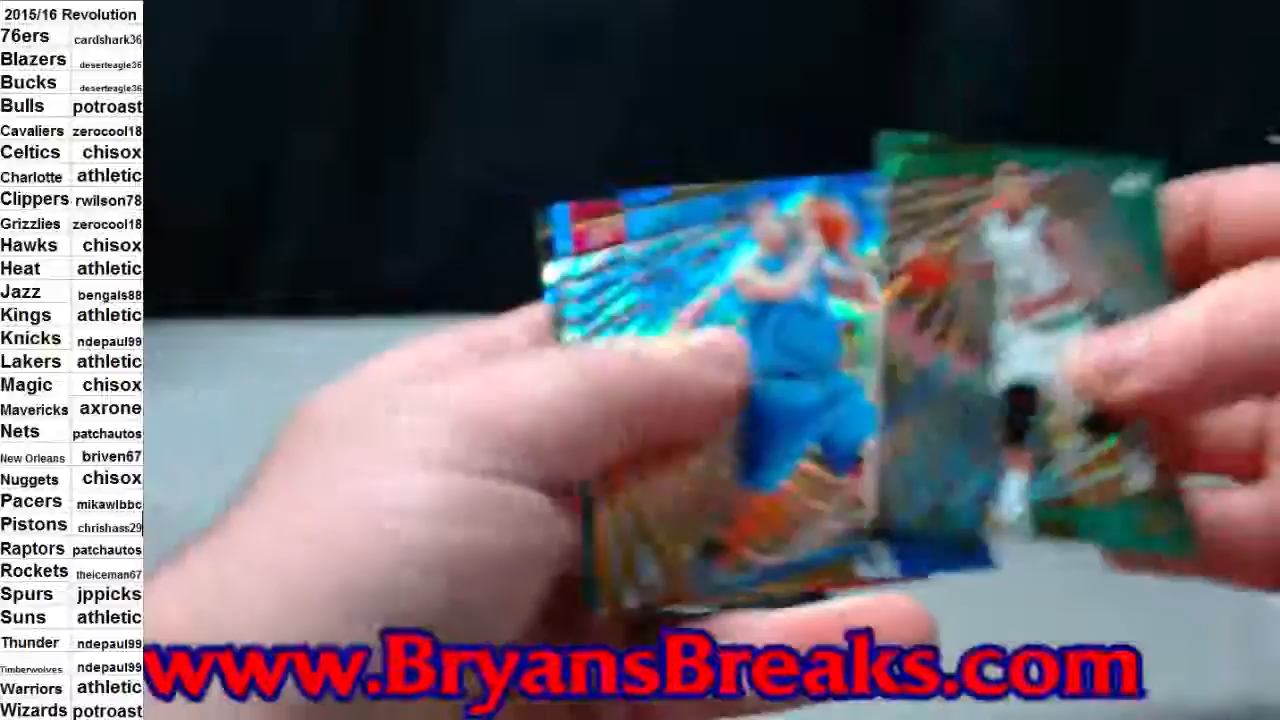 2015/16 Revolution
76ers cardshark36
Blazers deserteagle36
Bucks deserteagle36
Bulls potroast
Cavaliers zerocool18
Celtics chisox
Charlotte athletic
Clippers rwilson78
Grizzlies zerocool18
Hawks chisox
Heat athletic
Jazz bengals88
Kings athletic
Knicks ndepaul99
Lakers athletic
Magic chisox
Mavericks axrone
Nets patchautos
New Orleans briven67
Nuggets chisox
Pacers mikawlbbc
Pistons chrishass29
Raptors patchautos
Rockets theiceman67
Spurs jppicks
Suns athletic
Thunder ndepaul99
Timberwolves ndepaul99
Warriors athletic
Wizards potroast
www.BryansBreaks.com